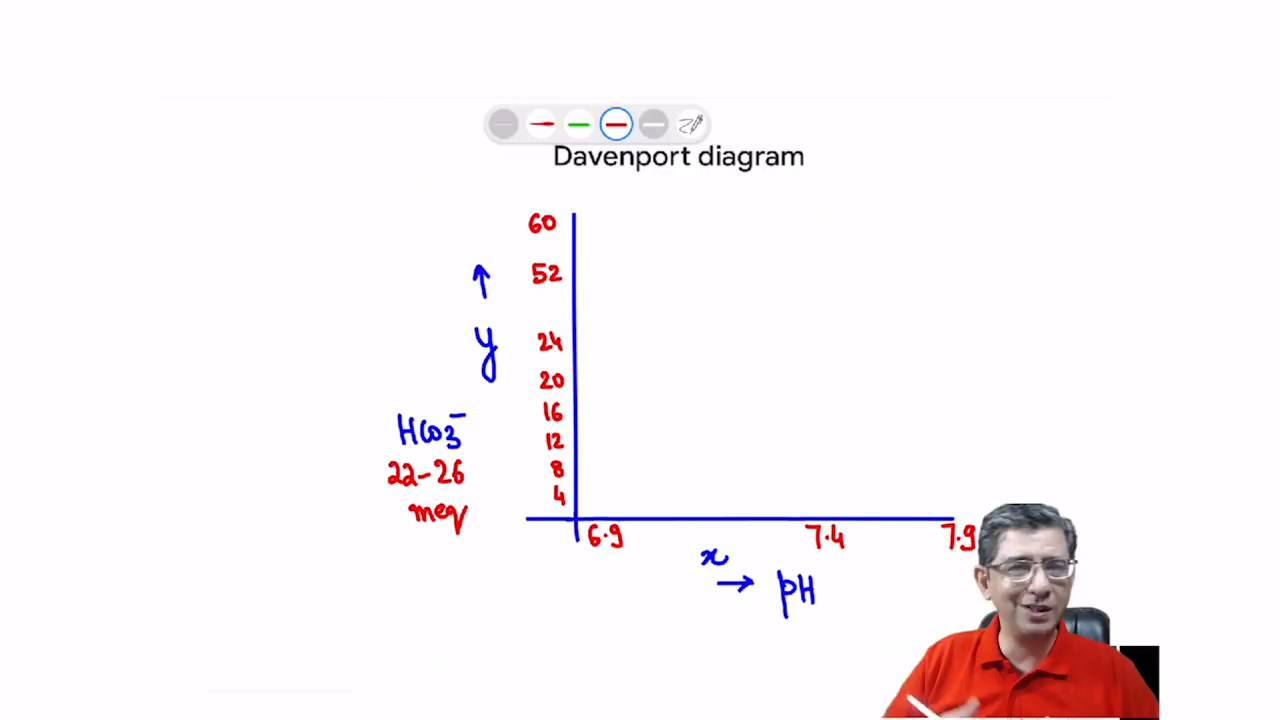 Davenport diagram
60
52
24
20
16
12
8
4
y
HCO3⁻
22-26
meq
6.9
7.4
7.9
x
pH